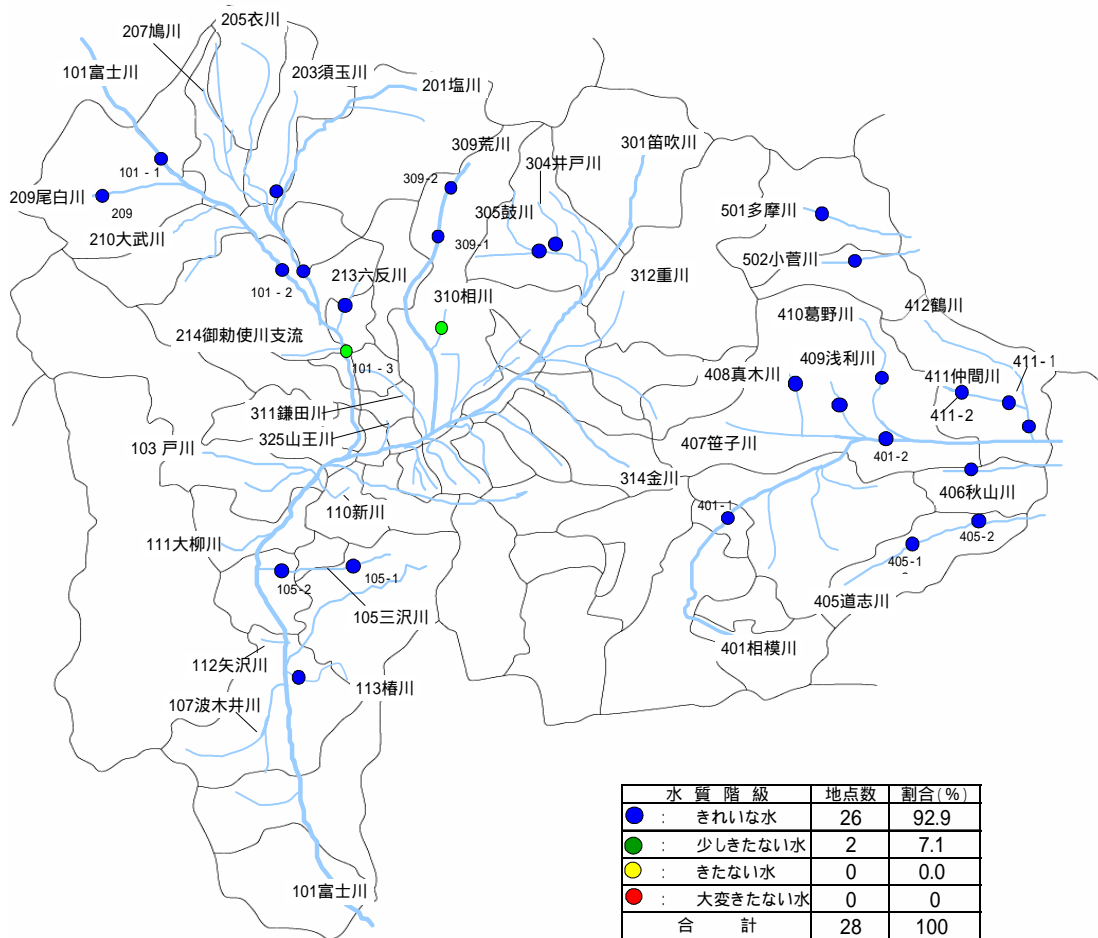 205衣川
207鳩川
101富士川
203須玉川
201塩川
309荒川
301笛吹川
304井戸川
101 - 1
309-2
209尾白川
209
305鼓川
501多摩川
210大武川
309-1
502小菅川
101 - 2
213六反川
312重川
310相川
412鶴川
410葛野川
214御勅使川支流
409浅利川
411-1
101 - 3
408真木川
411仲間川
311鎌田川
411-2
325山王川
103 戸川
407笹子川
401-2
314金川
406秋山川
110新川
401-1
405-2
111大柳川
405-1
105-1
105-2
405道志川
105三沢川
401相模川
112矢沢川
113椿川
107波木井川
101富士川
水 質 階 級 地点数 割合(%)
: きれいな水 26 92.9
: 少しきたない水 2 7.1
: きたない水 0 0.0
: 大変きたない水 0 0
合 計 28 100